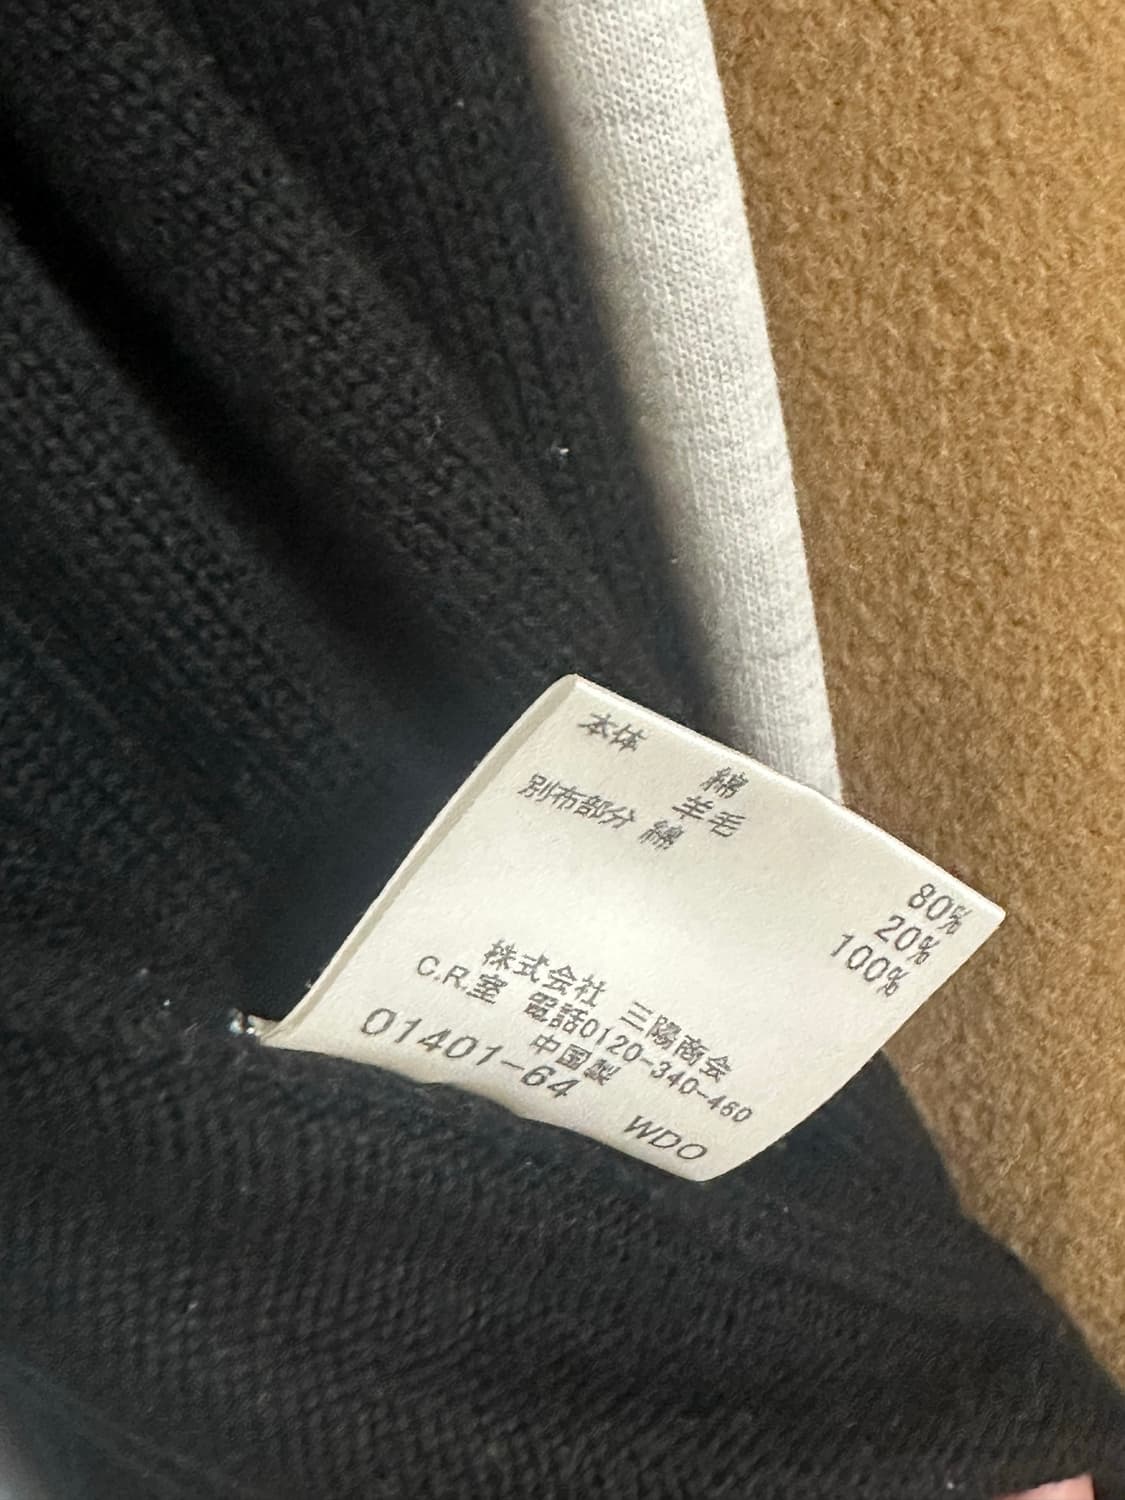 本体 綿 80%
羊毛 20%
別布部分 綿 100%
株式会社 三陽商会
C.R.室 電話0120-340-460
中国製
01401-64 WDO